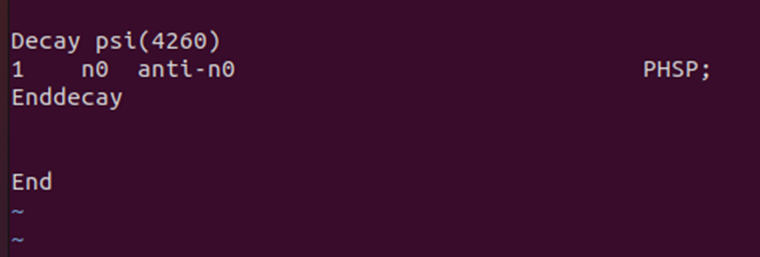 Decay psi(4260)
1    n0  anti-n0                             PHSP;
Enddecay
End
~
~